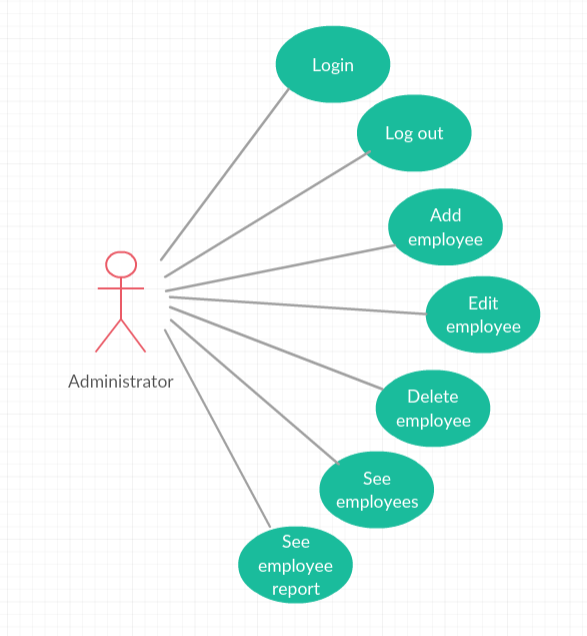 Login
Log out
Add
employee
Edit
employee
Administrator
Delete
employee
See
employees
See
employee
report